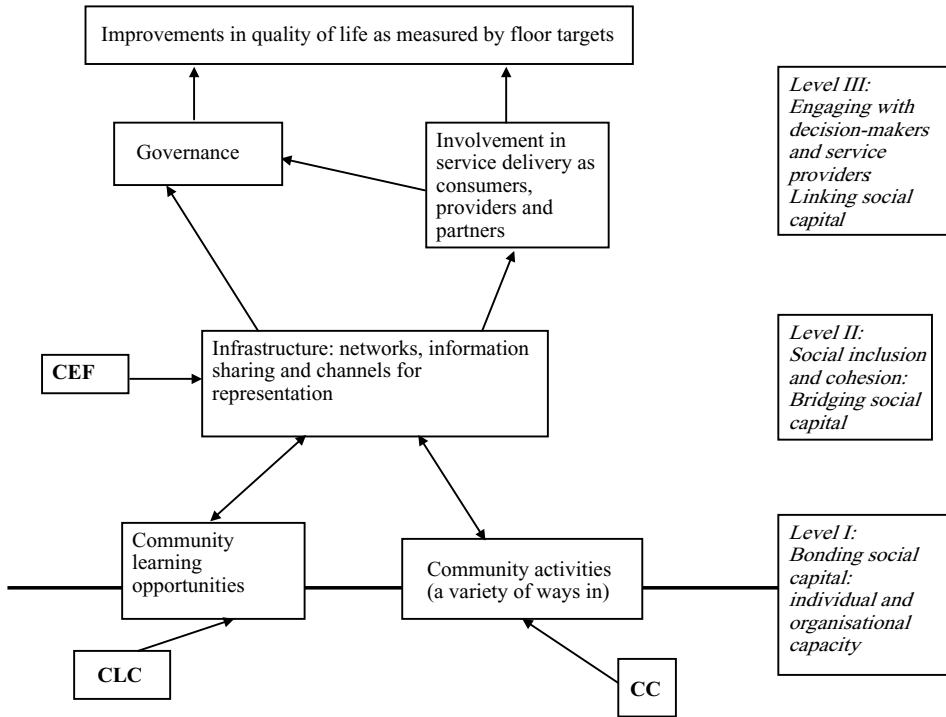 Improvements in quality of life as measured by floor targets
Governance
Involvement in
service delivery as
consumers,
providers and
partners
Level III:
Engaging with
decision-makers
and service
providers
Linking social
capital
CEF
Infrastructure: networks, information
sharing and channels for
representation
Level II:
Social inclusion
and cohesion:
Bridging social
capital
Community
learning
opportunities
Community activities
(a variety of ways in)
Level I:
Bonding social
capital:
individual and
organisational
capacity
CLC
CC